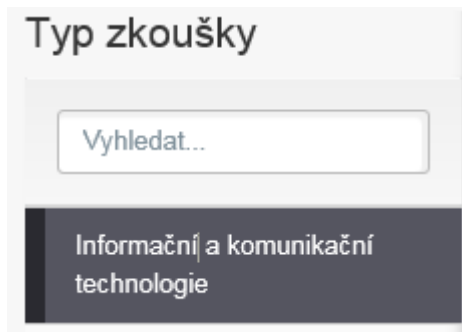 Typ zkoušky
Vyhledat...
Informační a komunikační
technologie